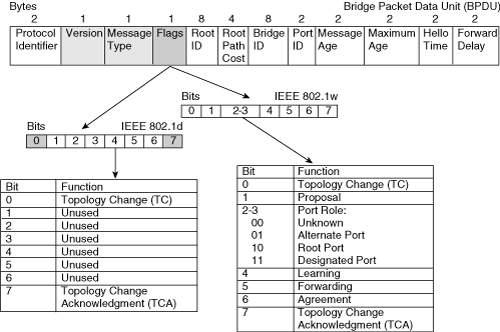 Bytes Bridge Packet Data Unit (BPDU)
2 1 1 1 8 4 8 2 2 2 2 2
Protocol Identifier Version Message Type Flags Root ID Root Path Cost Bridge ID Port ID Message Age Maximum Age Hello Time Forward Delay
Bits IEEE 802.1w
0 1 2-3 4 5 6 7
Bits IEEE 802.1d
0 1 2 3 4 5 6 7
Bit Function
0 Topology Change (TC)
1 Unused
2 Unused
3 Unused
4 Unused
5 Unused
6 Unused
7 Topology Change
Acknowledgment (TCA)
Bit Function
0 Topology Change (TC)
1 Proposal
2-3 Port Role:
00 Unknown
01 Alternate Port
10 Root Port
11 Designated Port
4 Learning
5 Forwarding
6 Agreement
7 Topology Change
Acknowledgment (TCA)